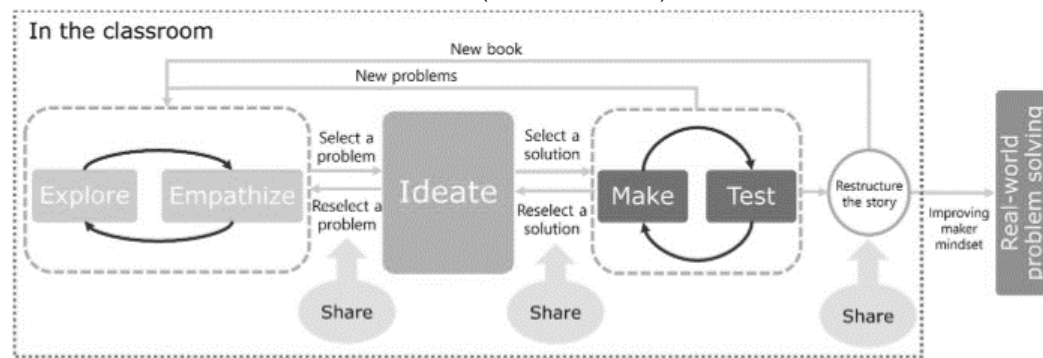 In the classroom
New book
New problems
Select a
problem
Select a
solution
Explore
Empathize
Ideate
Make
Test
Restructure
the story
Reselect a
problem
Reselect a
solution
Improving
maker
mindset
Real-world
problem solving
Share
Share
Share